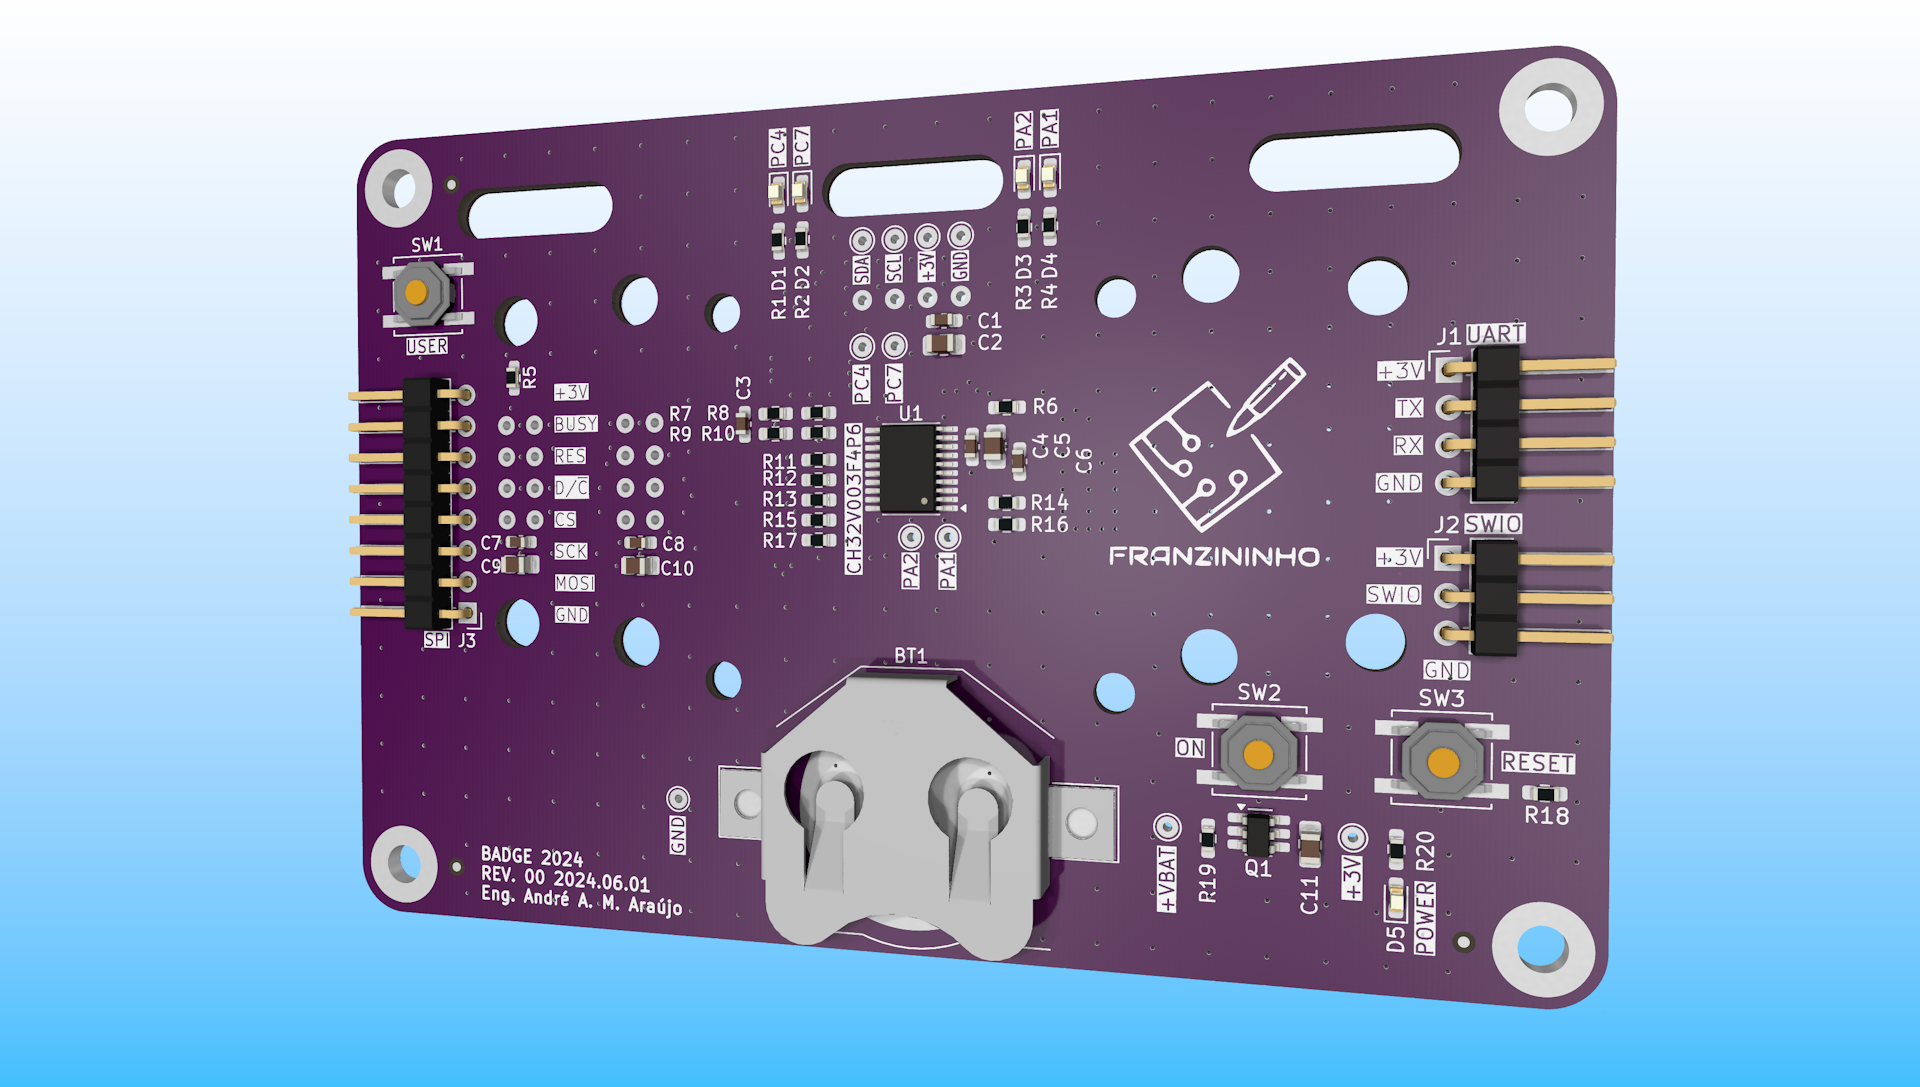 PC4
PC7
PA2
PA1
SW1
USER
R1 D1
R2 D2
SDA
SCL
+3V
GND
R3 D3
R4 D4
C1
C2
PC4
PC7
J1 UART
+3V
TX
RX
GND
R5
+3V
BUSY
RES
D/C
CS
SCK
MOSI
GND
C7
C9
C8
C10
SPI J3
C3
R7
R9
R8
R10
R11
R12
R13
R15
R17
U1
CH32V003F4P6
R6
C4
C5
C6
R14
R16
PA2
PA1
FRANZININHO
J2 SWIO
+3V
SWIO
GND
BT1
SW2
ON
SW3
RESET
R18
GND
+VBAT
R19
Q1
C11
+3V
R20
D5
POWER
BADGE 2024
REV. 00 2024.06.01
Eng. André A. M. Araújo